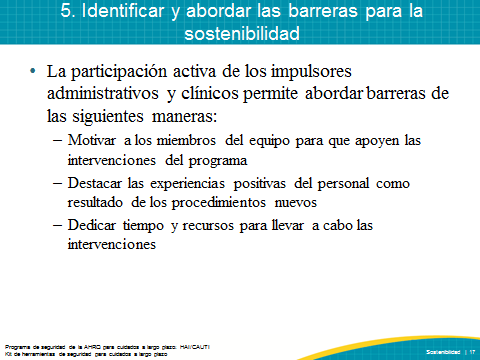 5. Identificar y abordar las barreras para la
sostenibilidad
• La participación activa de los impulsores
administrativos y clínicos permite abordar barreras de
las siguientes maneras:
– Motivar a los miembros del equipo para que apoyen las
intervenciones del programa
– Destacar las experiencias positivas del personal como
resultado de los procedimientos nuevos
– Dedicar tiempo y recursos para llevar a cabo las
intervenciones
Programa de seguridad de la AHRQ para cuidados a largo plazo: HAI/CAUTI
Kit de herramientas de seguridad para cuidados a largo plazo
Sostenibilidad | 17